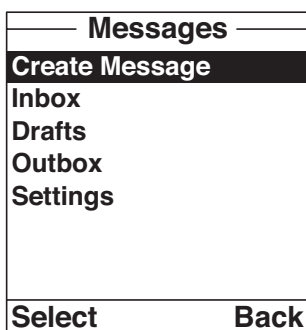 Messages
Create Message
Inbox
Drafts
Outbox
Settings
Select Back